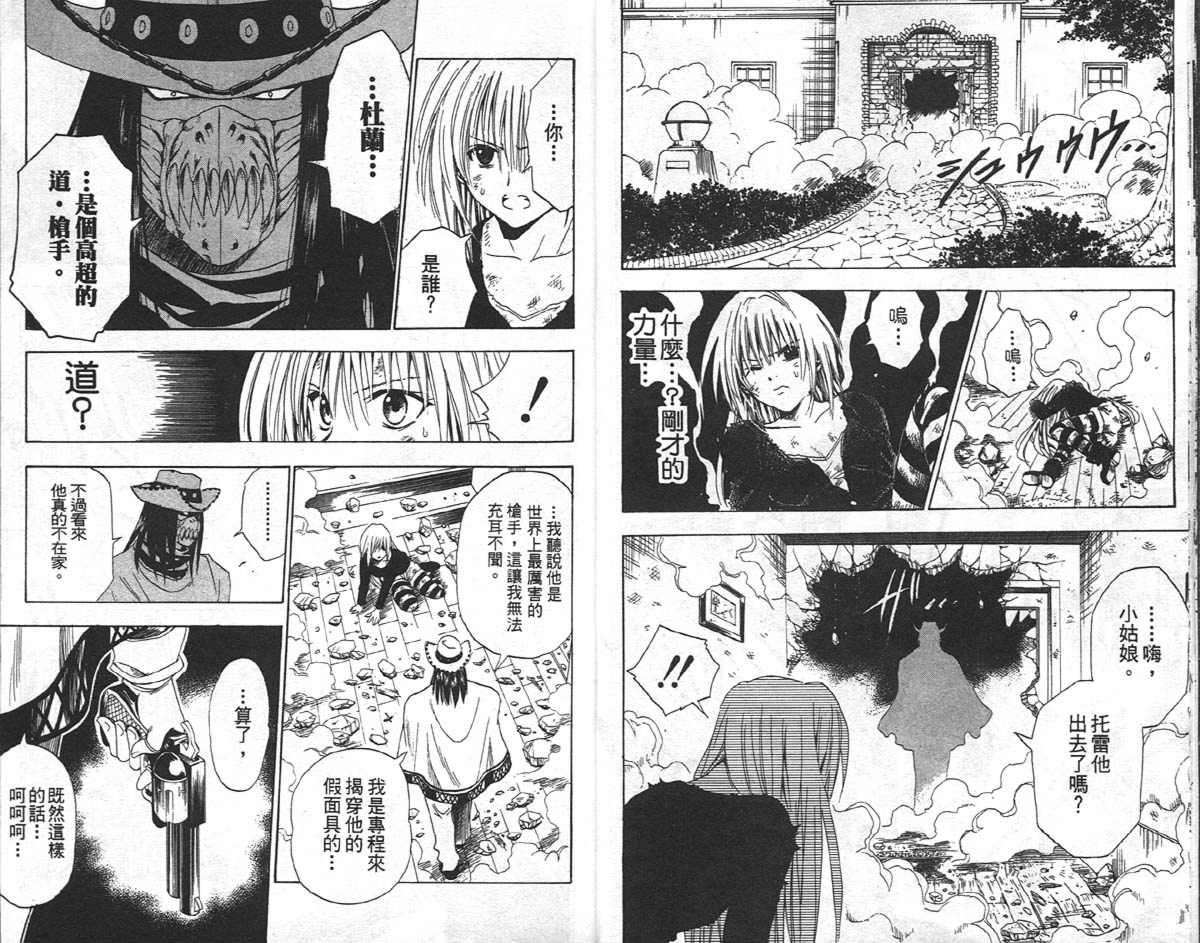 シュウゥゥウ…
…嗚…
嗚…
什麼…？剛才的
力量…
……嗨，
小姑娘。
托雷他
出去了嗎？
!!
…你…
是誰？
…杜蘭…
…是個高超的
道・槍手。
！
道？
…我聽說他是
世界上最厲害的
槍手，這讓我無法
充耳不聞。
我是專程來
揭穿他的
假面具的…
………
不過看來
他真的不在家。
…算了，
既然這樣
的話…
呵呵呵…